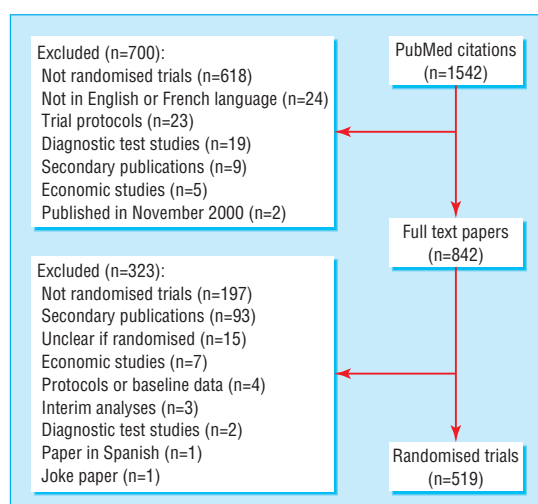 PubMed citations
(n=1542)
Excluded (n=700):
Not randomised trials (n=618)
Not in English or French language (n=24)
Trial protocols (n=23)
Diagnostic test studies (n=19)
Secondary publications (n=9)
Economic studies (n=5)
Published in November 2000 (n=2)
Full text papers
(n=842)
Excluded (n=323):
Not randomised trials (n=197)
Secondary publications (n=93)
Unclear if randomised (n=15)
Economic studies (n=7)
Protocols or baseline data (n=4)
Interim analyses (n=3)
Diagnostic test studies (n=2)
Paper in Spanish (n=1)
Joke paper (n=1)
Randomised trials
(n=519)